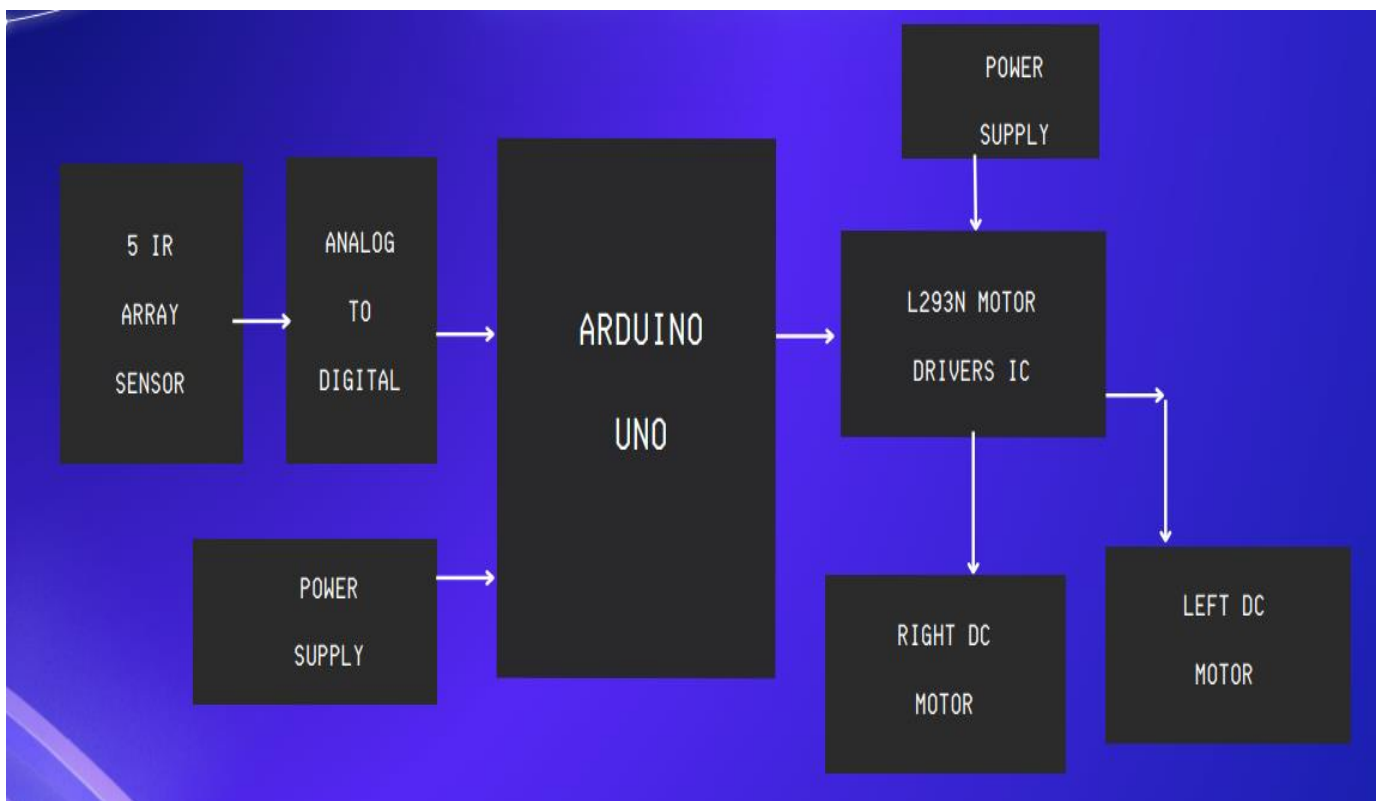 POWER
SUPPLY
5 IR
ARRAY
SENSOR
ANALOG
TO
DIGITAL
ARDUINO
UNO
L293N MOTOR
DRIVERS IC
POWER
SUPPLY
RIGHT DC
MOTOR
LEFT DC
MOTOR